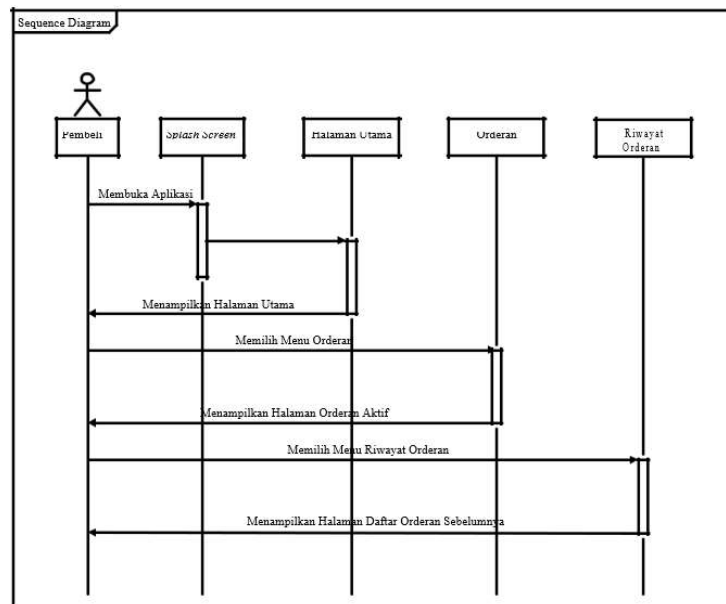 Sequence Diagram
Pembeli
Splash Screen
Halaman Utama
Orderan
Riwayat
Orderan
Membuka Aplikasi
Menampilkan Halaman Utama
Memilih Menu Orderan
Menampilkan Halaman Orderan Aktif
Memilih Menu Riwayat Orderan
Menampilkan Halaman Daftar Orderan Sebelumnya